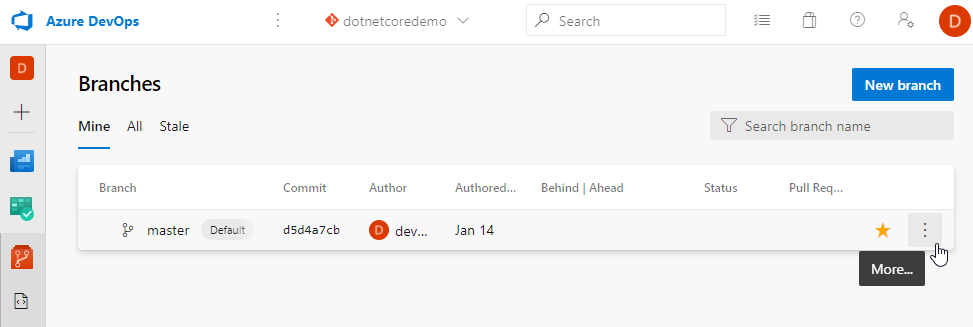 Azure DevOps
dotnetcoredemo
Search
D
D
Branches
New branch
Mine All Stale
Search branch name
Branch Commit Author Authored... Behind | Ahead Status Pull Req...
master Default d5d4a7cb D dev... Jan 14
More...